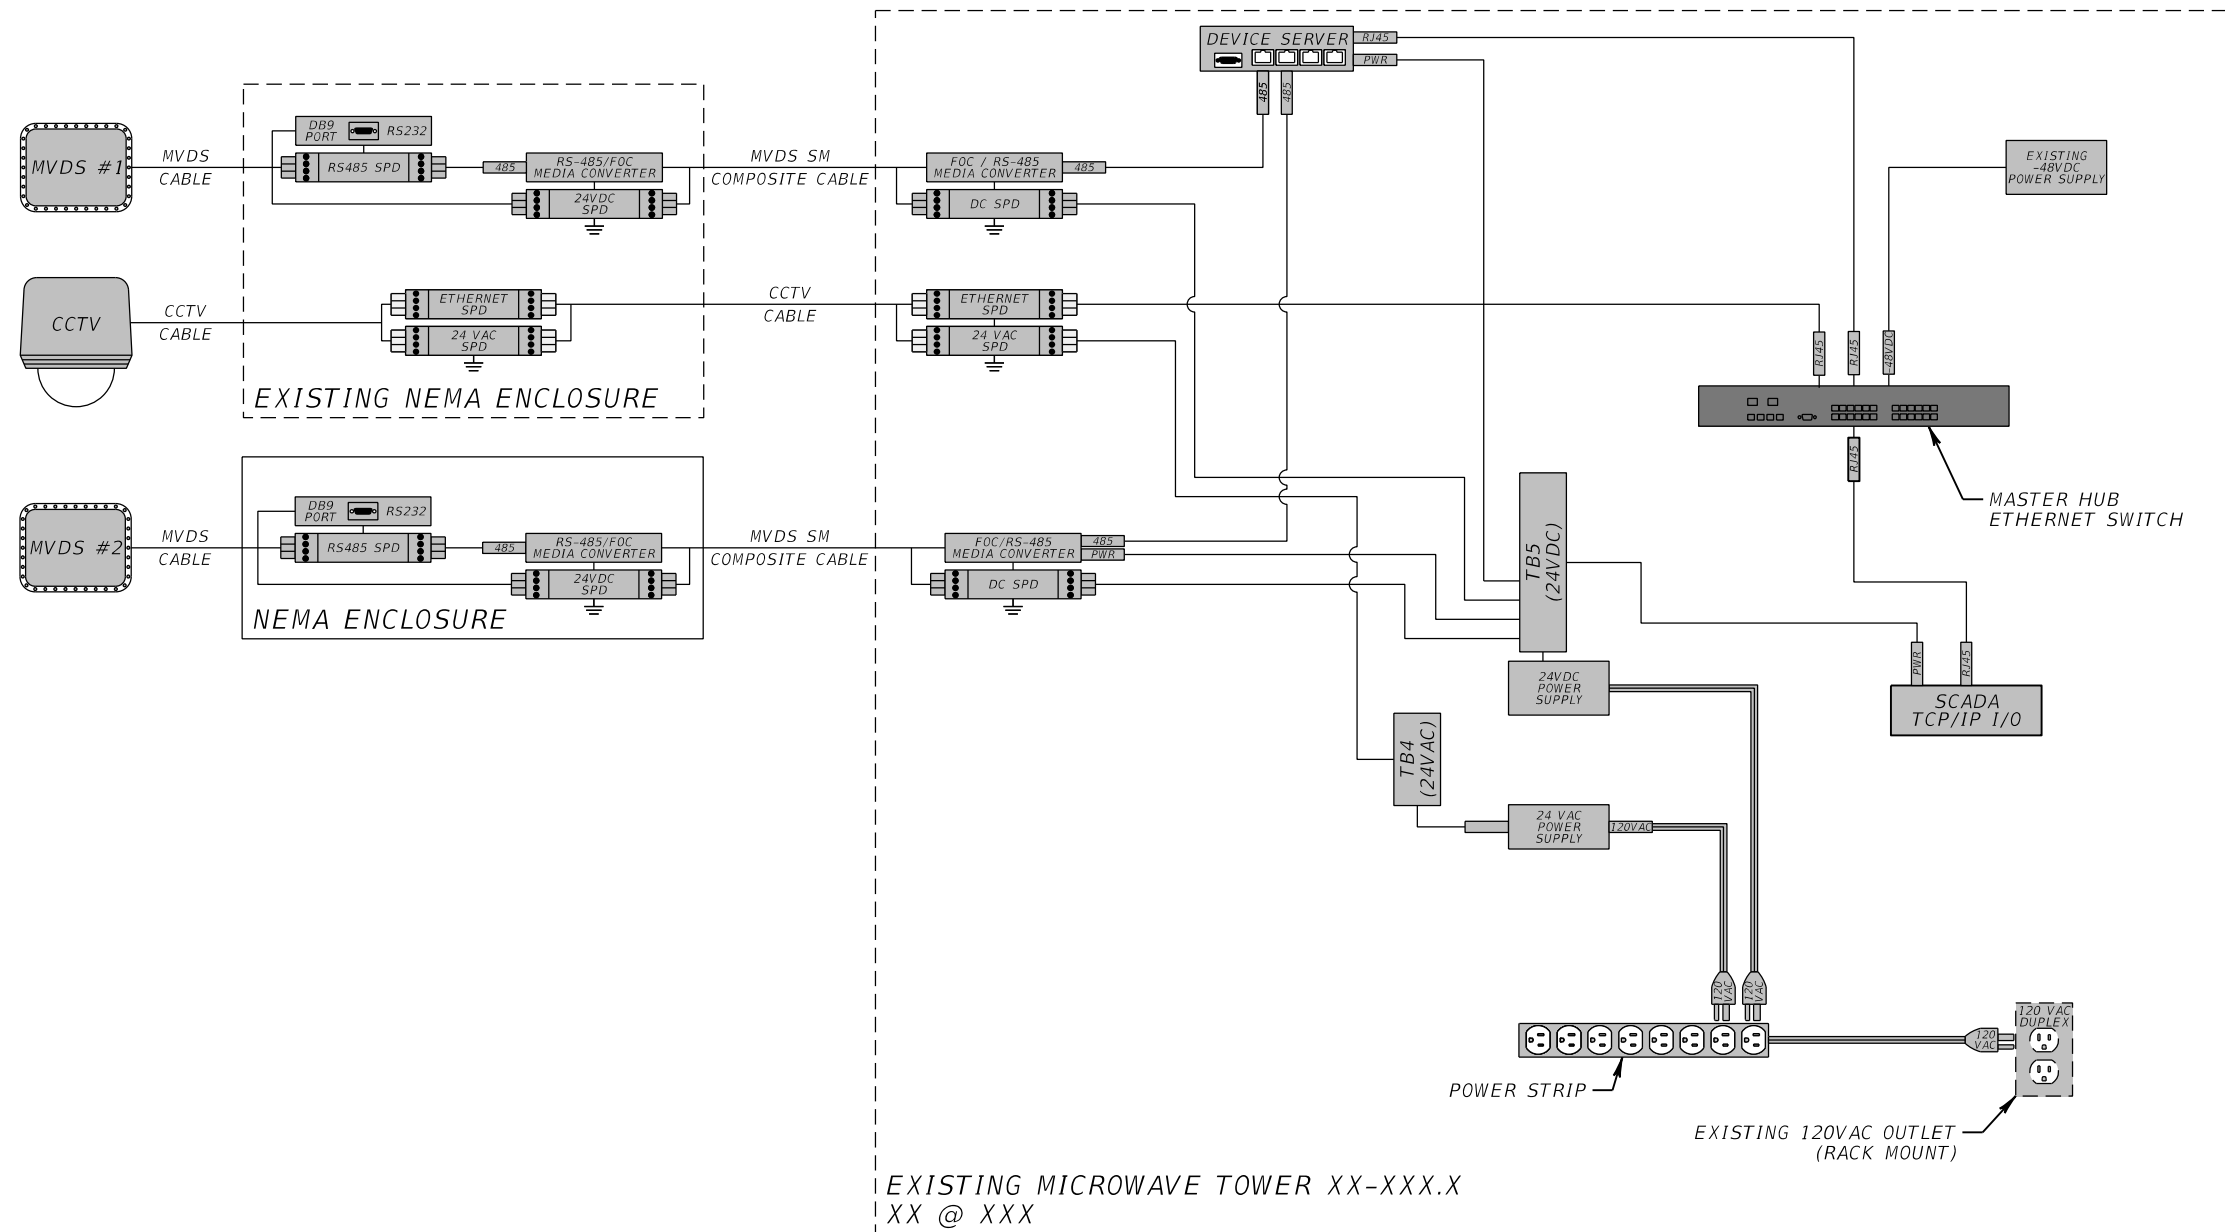 DEVICE SERVER
RJ45
PWR
485
485
MVDS #1
MVDS
CABLE
DB9
PORT
RS232
RS485 SPD
485
RS-485/FOC
MEDIA CONVERTER
24VDC
SPD
MVDS SM
COMPOSITE CABLE
FOC / RS-485
MEDIA CONVERTER
485
DC SPD
EXISTING
-48VDC
POWER SUPPLY
CCTV
CCTV
CABLE
ETHERNET
SPD
24 VAC
SPD
EXISTING NEMA ENCLOSURE
CCTV
CABLE
ETHERNET
SPD
24 VAC
SPD
RJ45
RJ45
-48VDC
RJ45
MASTER HUB
ETHERNET SWITCH
MVDS #2
MVDS
CABLE
DB9
PORT
RS232
RS485 SPD
485
RS-485/FOC
MEDIA CONVERTER
24VDC
SPD
NEMA ENCLOSURE
MVDS SM
COMPOSITE CABLE
FOC/RS-485
MEDIA CONVERTER
485
PWR
DC SPD
TB5
(24VDC)
24VDC
POWER
SUPPLY
PWR
RJ45
SCADA
TCP/IP I/O
TB4
(24VAC)
24 VAC
POWER
SUPPLY
120VAC
120
VAC
120
VAC
120
VAC
120 VAC
DUPLEX
POWER STRIP
EXISTING 120VAC OUTLET
(RACK MOUNT)
EXISTING MICROWAVE TOWER XX-XXX.X
XX @ XXX